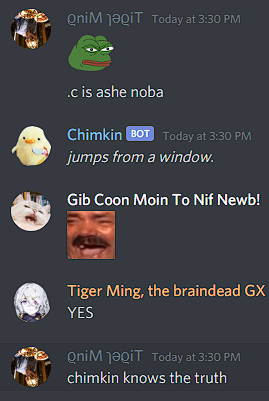 ϱniM ɿɘϱiT Today at 3:30 PM
.c is ashe noba
Chimkin BOT Today at 3:30 PM
jumps from a window.
Gib Coon Moin To Nif Newb!
Tiger Ming, the braindead GX
YES
ϱniM ɿɘϱiT Today at 3:30 PM
chimkin knows the truth